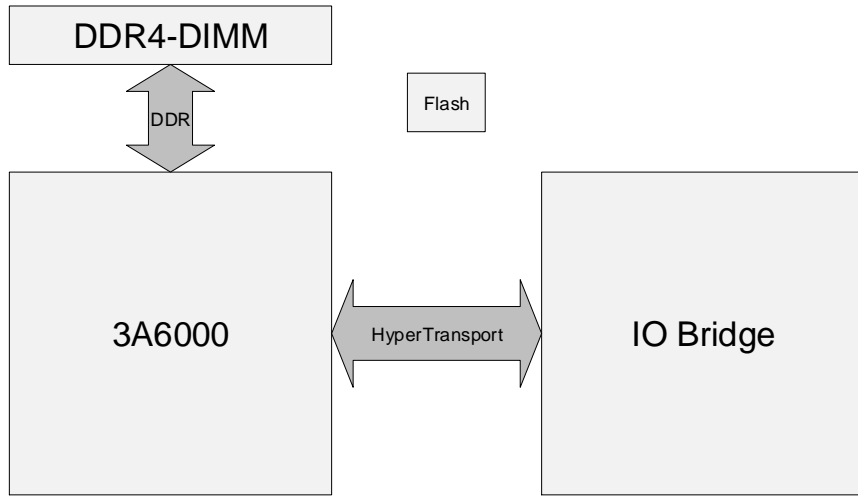 DDR4-DIMM
Flash
DDR
3A6000
HyperTransport
IO Bridge